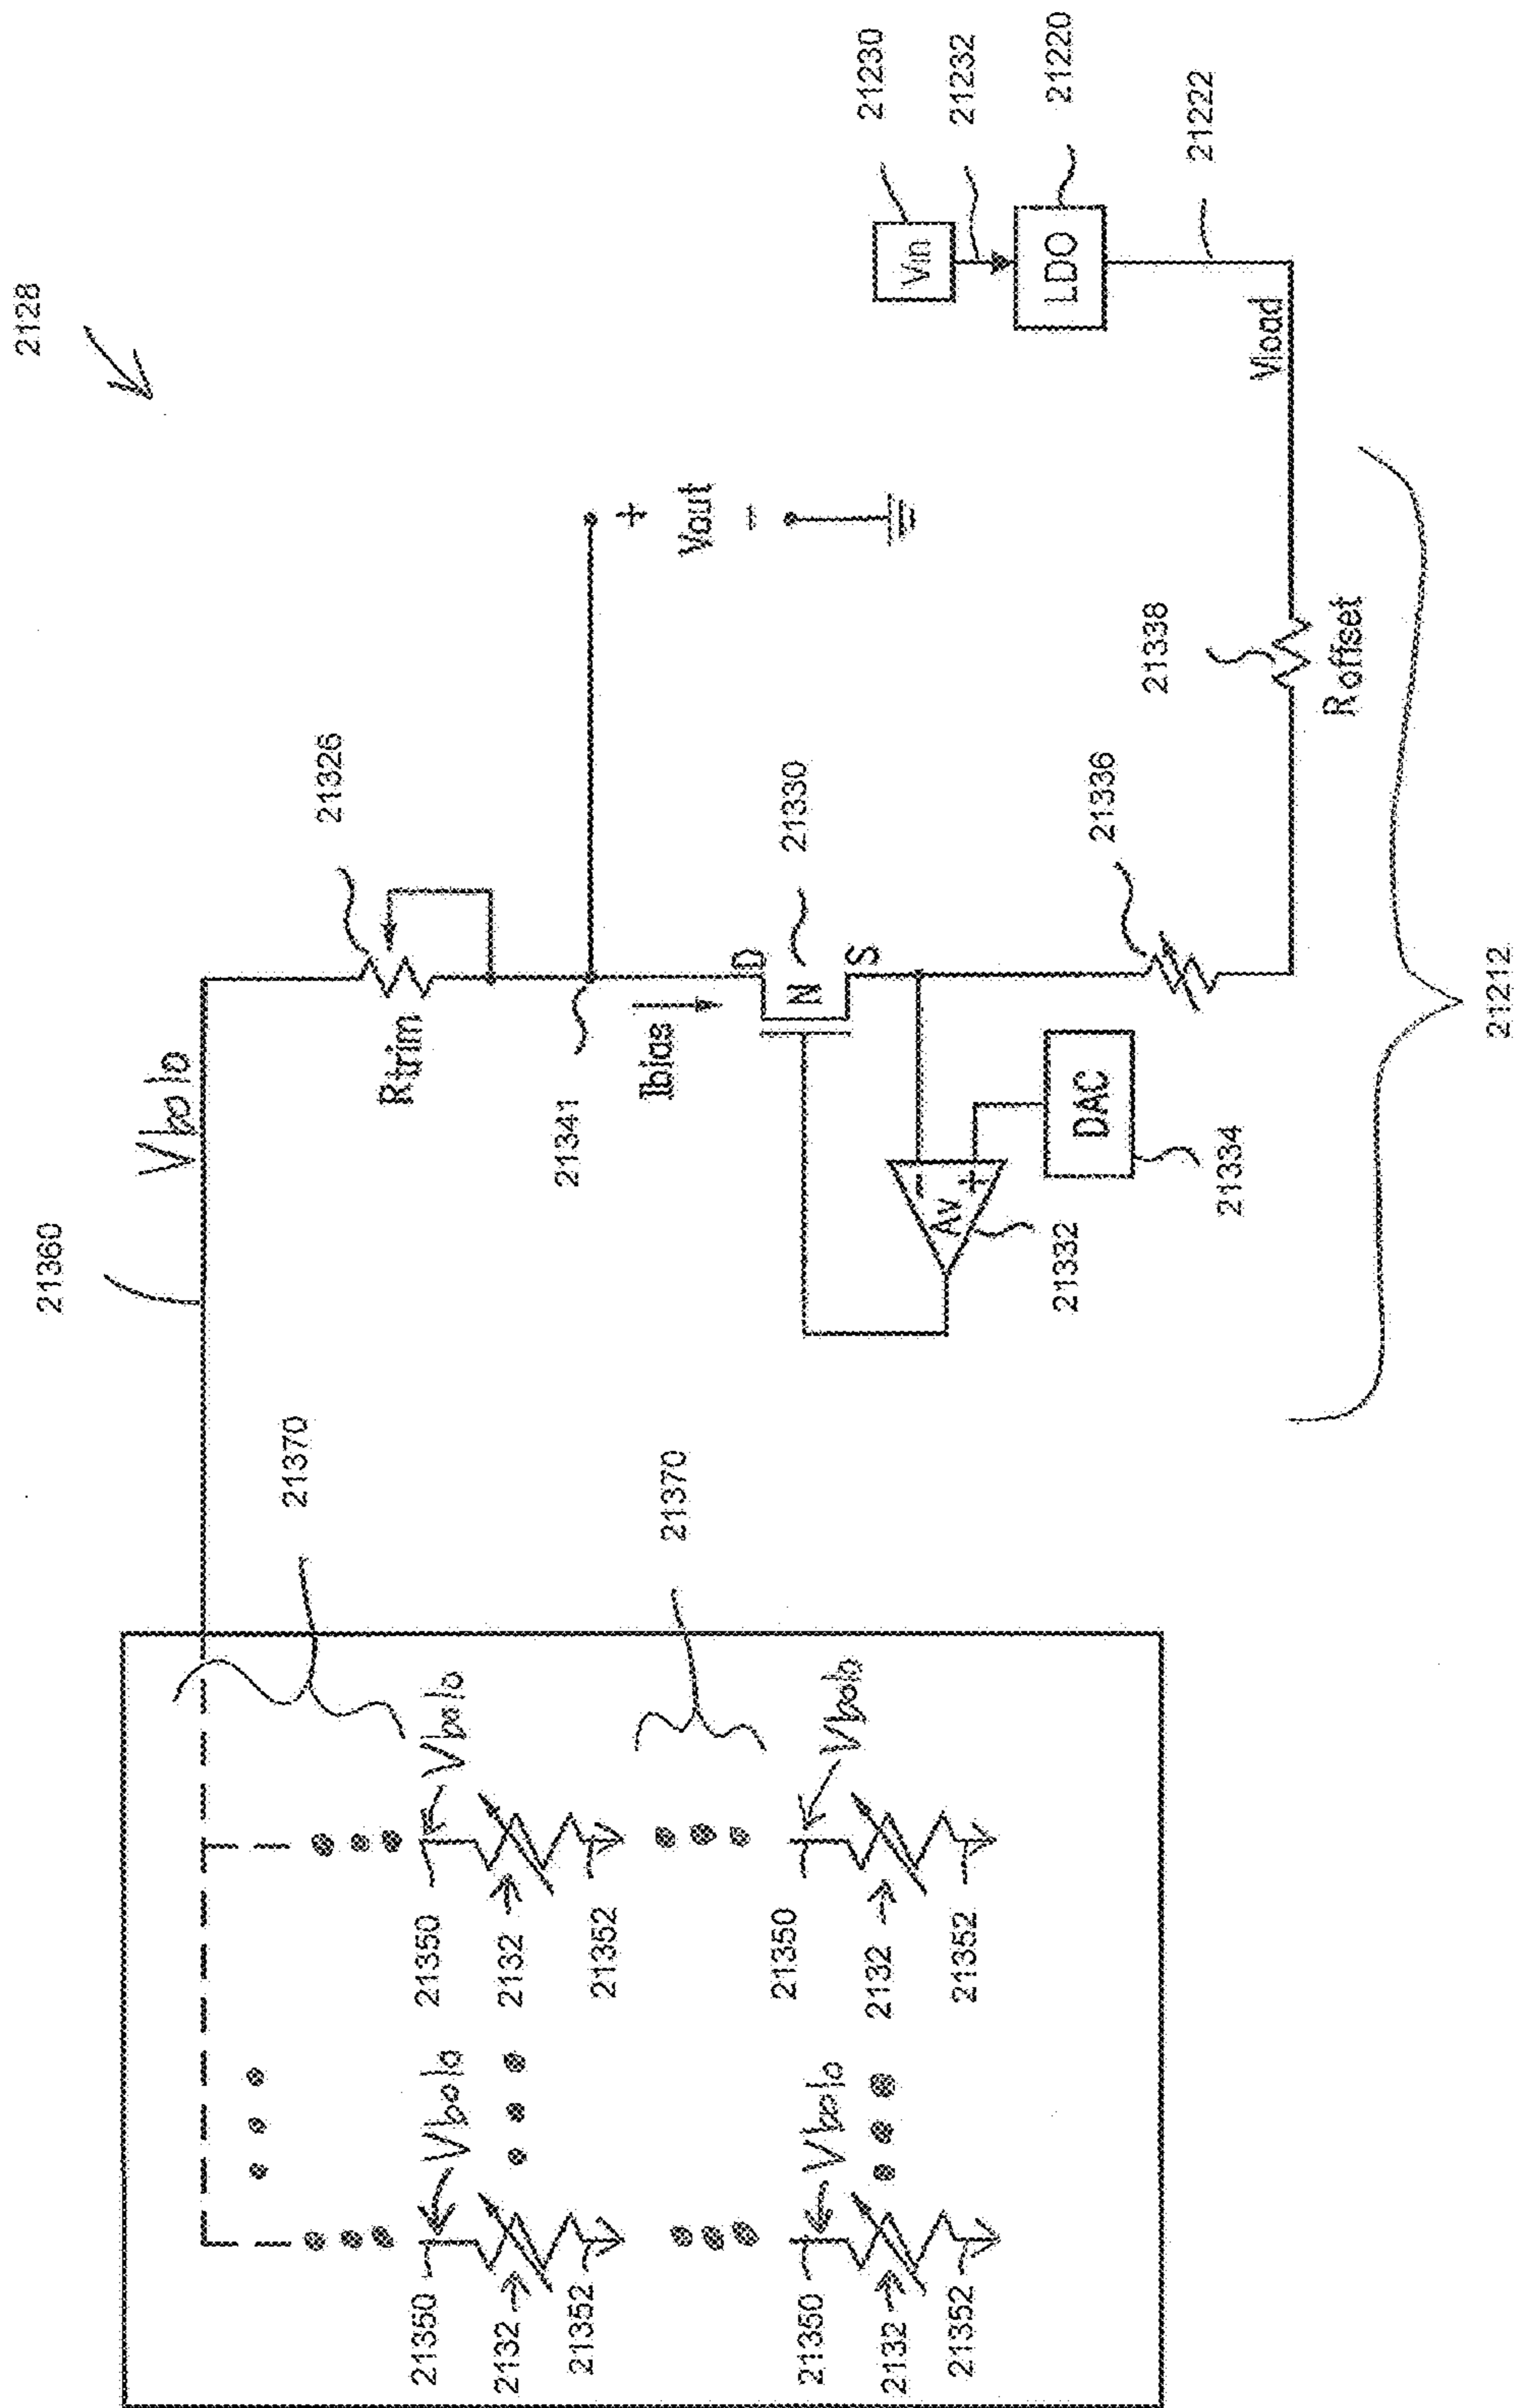 2128
21360
Vbolo
21326
Rtrim
21341
Ibias
D
N
S
21330
+
Vout
-
21230
Vin
21232
LDO
21220
21222
Vload
21338
Roffset
21336
Av
-
+
21332
DAC
21334
21212
21370
21370
Vbolo
Vbolo
21350
21350
2132
2132
21352
21352
Vbolo
Vbolo
21350
21350
2132
2132
21352
21352